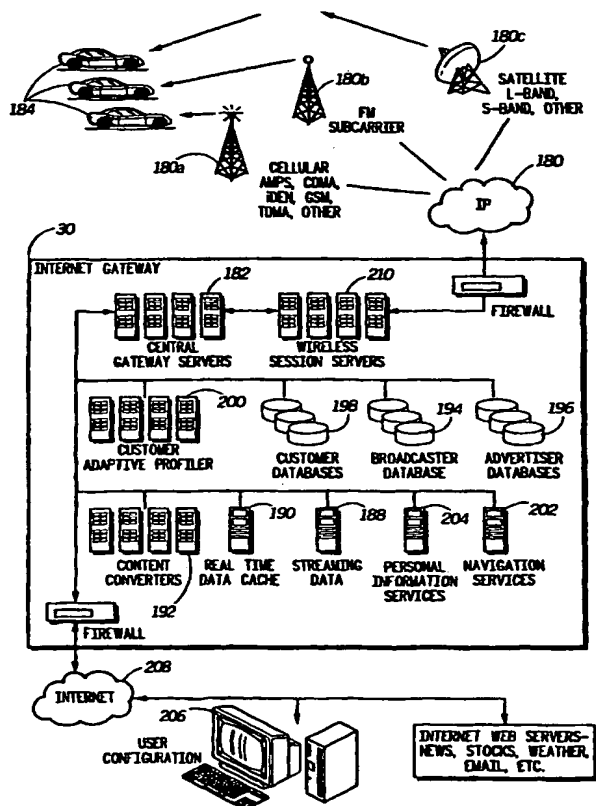 180c
SATELLITE
L-BAND,
S-BAND, OTHER
184
180b
FM
SUBCARRIER
180a
180
IP
CELLULAR
AMPS, CDMA,
iDEN, GSM,
TDMA, OTHER
30
INTERNET GATEWAY
182
210
FIREWALL
CENTRAL
GATEWAY SERVERS
WIRELESS
SESSION SERVERS
200
198
194
196
CUSTOMER
ADAPTIVE PROFILER
CUSTOMER
DATABASES
BROADCASTER
DATABASE
ADVERTISER
DATABASES
190
188
204
202
CONTENT
CONVERTERS
192
REAL TIME
DATA CACHE
STREAMING
DATA
PERSONAL
INFORMATION
SERVICES
NAVIGATION
SERVICES
FIREWALL
208
INTERNET
206
USER
CONFIGURATION
INTERNET WEB SERVERS-
NEWS, STOCKS, WEATHER,
EMAIL, ETC.